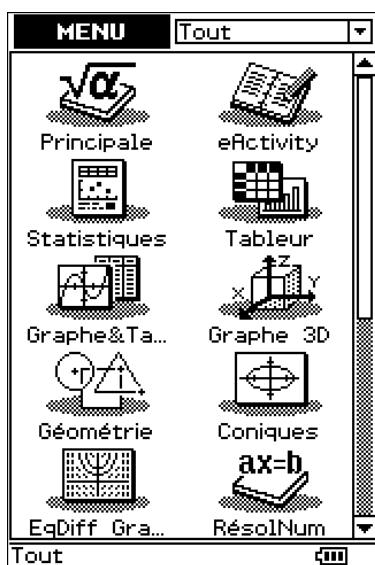 MENU Tout
√α
Principale eActivity
Statistiques Tableur
Z
X Y
Graphe&Ta... Graphe 3D
Géométrie Coniques
ax=b
EqDiff Gra... RésolNum
Tout